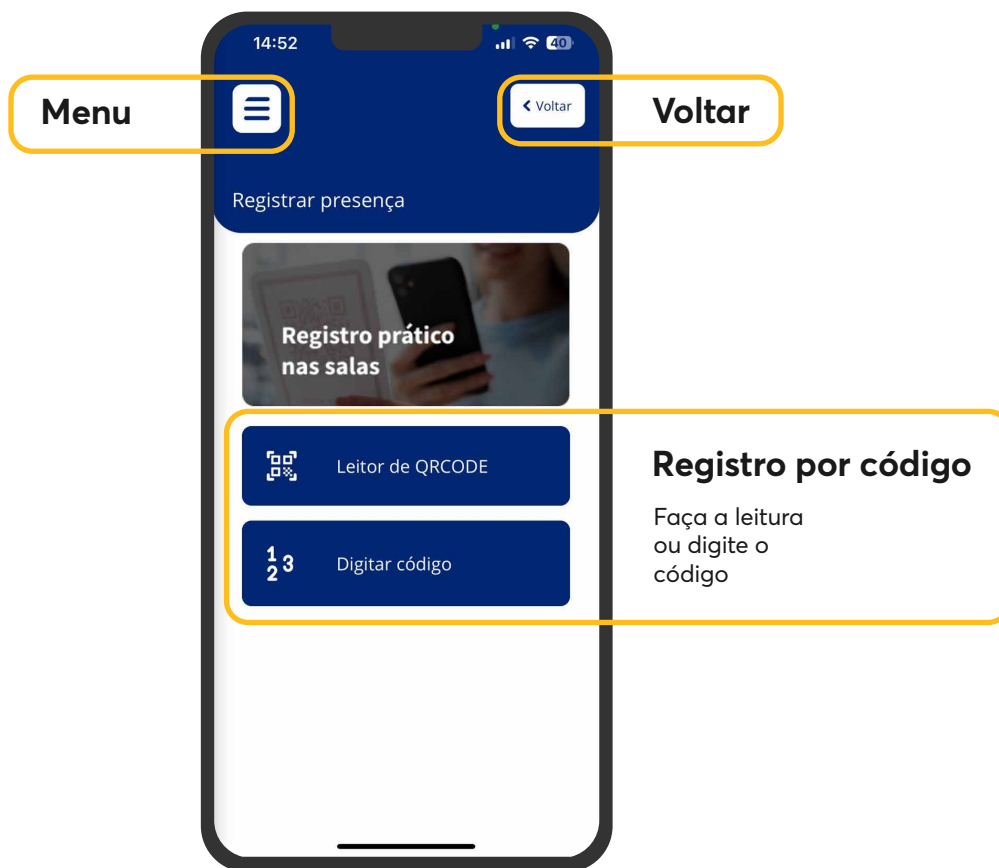 14:52
40
Menu
Voltar
Voltar
Registrar presença
Registro prático
nas salas
Leitor de QRCODE
Registro por código
Faça a leitura
ou digite o
código
1
2 3
Digitar código